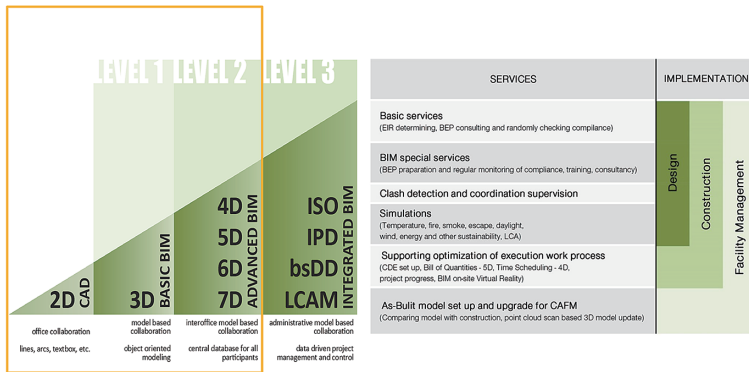 LEVEL 1 LEVEL 2 LEVEL 3
2D CAD
3D BASIC BIM
4D
5D
6D
7D
ADVANCED BIM
ISO
IPD
bsDD
LCAM
INTEGRATED BIM
office collaboration
lines, arcs, textbox, etc.
model based
collaboration
object oriented
modeling
interoffice model based
collaboration
central database for all
participants
administrative model based
collaboration
data driven project
management and control
SERVICES
IMPLEMENTATION
Basic services
(EIR determining, BEP consulting and randomly checking compilance)
BIM special services
(BEP preparation and regular monitoring of compliance, training, consultancy)
Clash detection and coordination supervision
Simulations
(Temperature, fire, smoke, escape, daylight,
wind, energy and other sustainability, LCA)
Supporting optimization of execution work process
(CDE set up, Bill of Quantities - 5D, Time Scheduling - 4D,
project progress, BIM on-site Virtual Reality)
As-Bulit model set up and upgrade for CAFM
(Comparing model with construction, point cloud scan based 3D model update)
Design
Construction
Facility Management